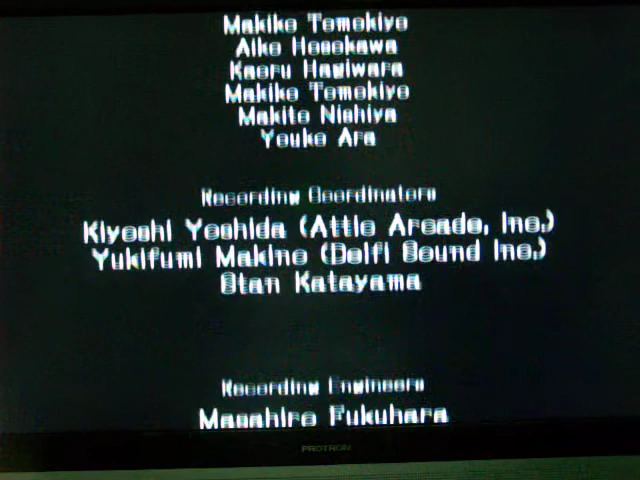 Makiko Tomokiyo
Aiko Hosokawa
Kaoru Hagiwara
Makiko Tomokiyo
Makito Nishiya
Youko Ara
Recording Coordinators
Kiyoshi Yoshida (Attic Arcade, Inc.)
Yukifumi Makino (Delfi Sound Inc.)
Stan Katayama
Recording Engineers
Masahiro Fukuhara
PROTRON